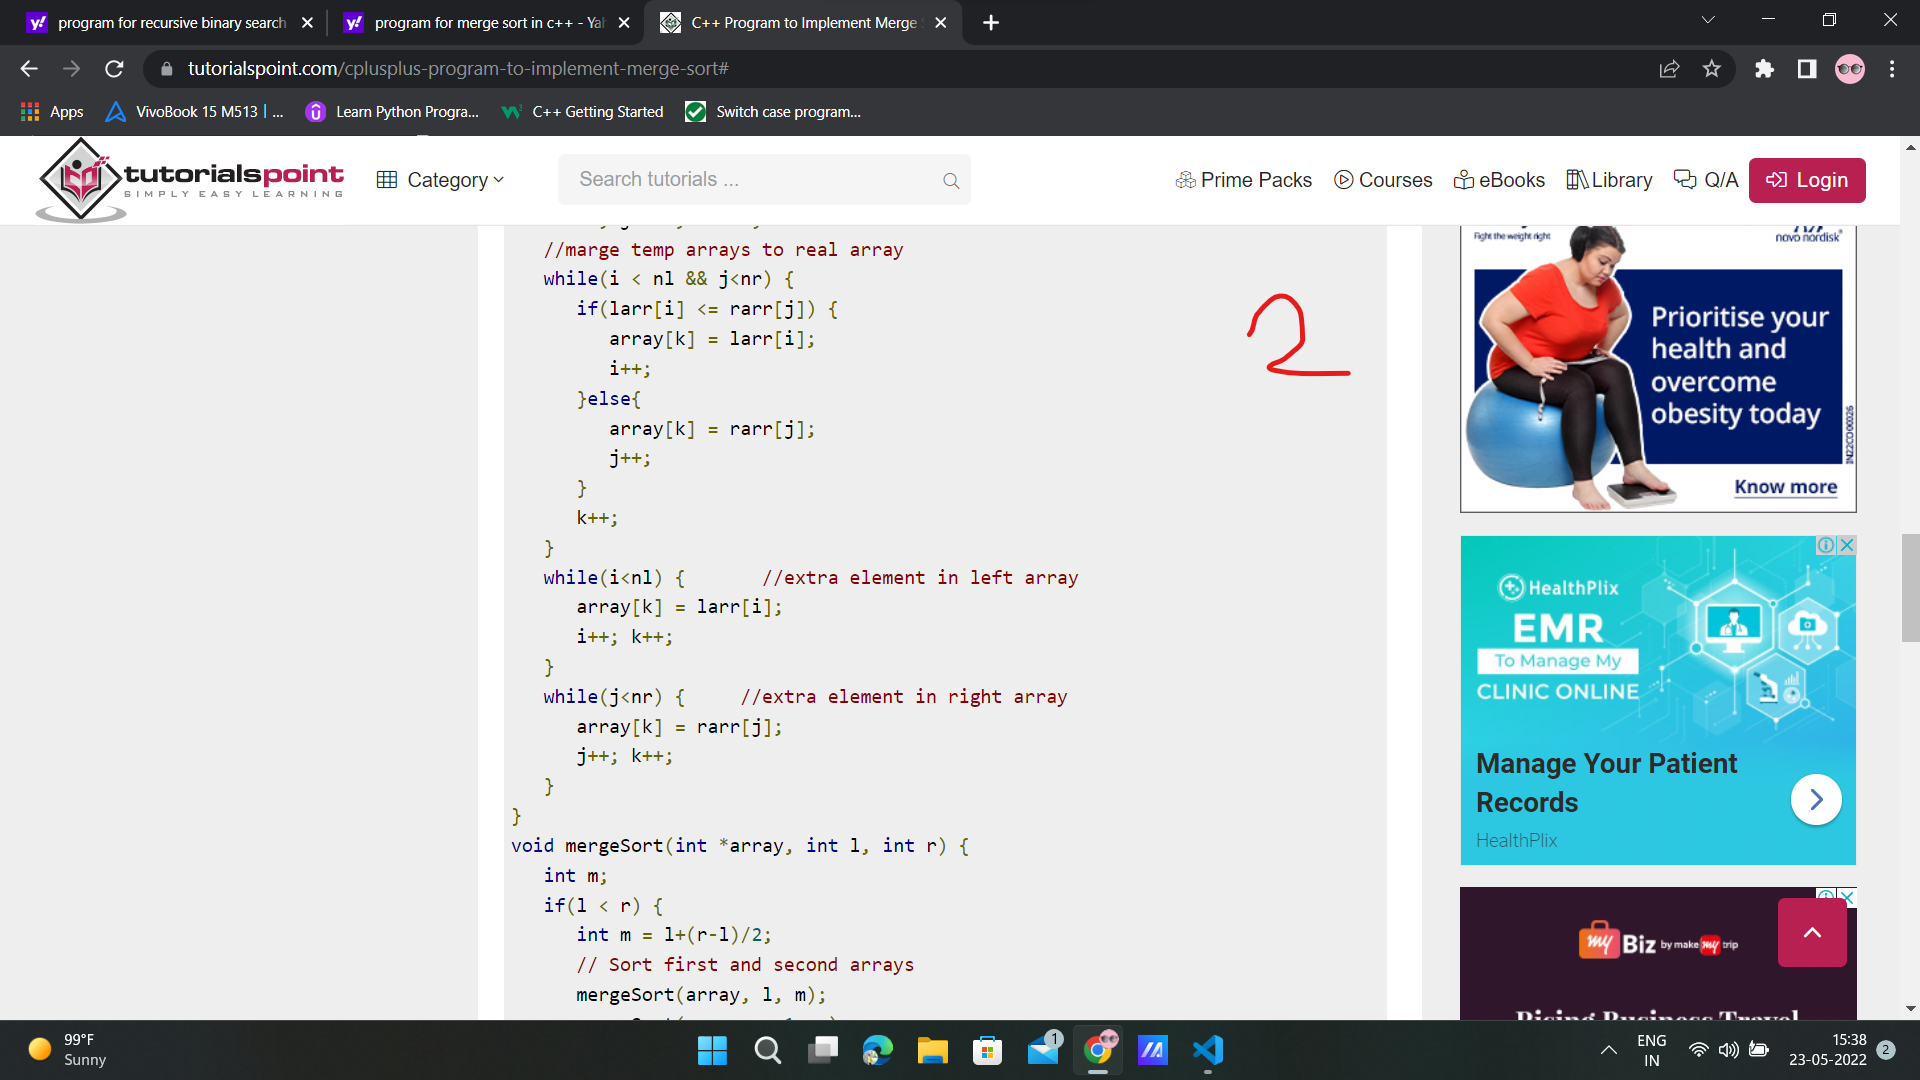 program for recursive binary search
program for merge sort in c++ - Yah
C++ Program to Implement Merge S
tutorialspoint.com/cplusplus-program-to-implement-merge-sort#
Apps
VivoBook 15 M513 | ...
Learn Python Progra...
C++ Getting Started
Switch case program...
tutorialspoint
SIMPLY EASY LEARNING
Category
Search tutorials ...
Prime Packs
Courses
eBooks
Library
Q/A
Login
//marge temp arrays to real array
while(i < nl && j<nr) {
if(larr[i] <= rarr[j]) {
array[k] = larr[i];
i++;
}else{
array[k] = rarr[j];
j++;
}
k++;
}
while(i<nl) { //extra element in left array
array[k] = larr[i];
i++; k++;
}
while(j<nr) { //extra element in right array
array[k] = rarr[j];
j++; k++;
}
}
void mergeSort(int *array, int l, int r) {
int m;
if(l < r) {
int m = l+(r-l)/2;
// Sort first and second arrays
mergeSort(array, l, m);
2
Fight the weight right
novo nordisk®
Prioritise your
health and
overcome
obesity today
IN22CO00026
Know more
HealthPlix
EMR
To Manage My
CLINIC ONLINE
Manage Your Patient
Records
HealthPlix
my Biz by make my trip
Rising Business Travel
99°F
Sunny
1
ENG
IN
15:38
23-05-2022
2